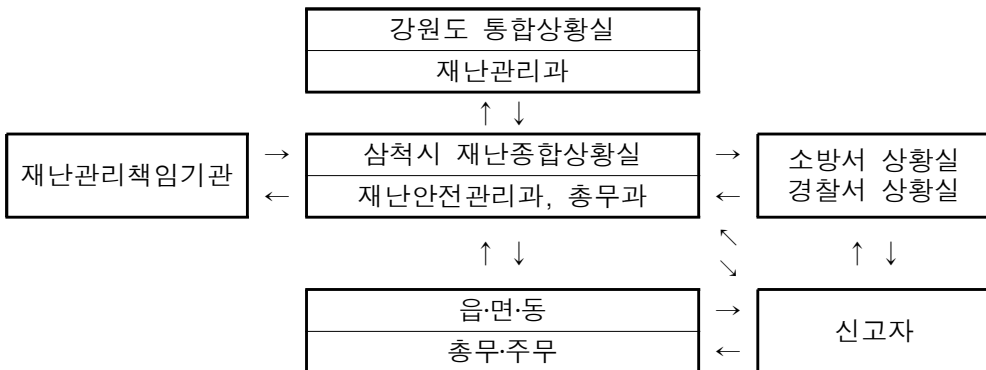 강원도 통합상황실
재난관리과
↑ ↓
재난관리책임기관
→
←
삼척시 재난종합상황실
재난안전관리과, 총무과
→
←
소방서 상황실
경찰서 상황실
↑ ↓
↖
↘
↑ ↓
읍·면·동
총무·주무
→
←
신고자